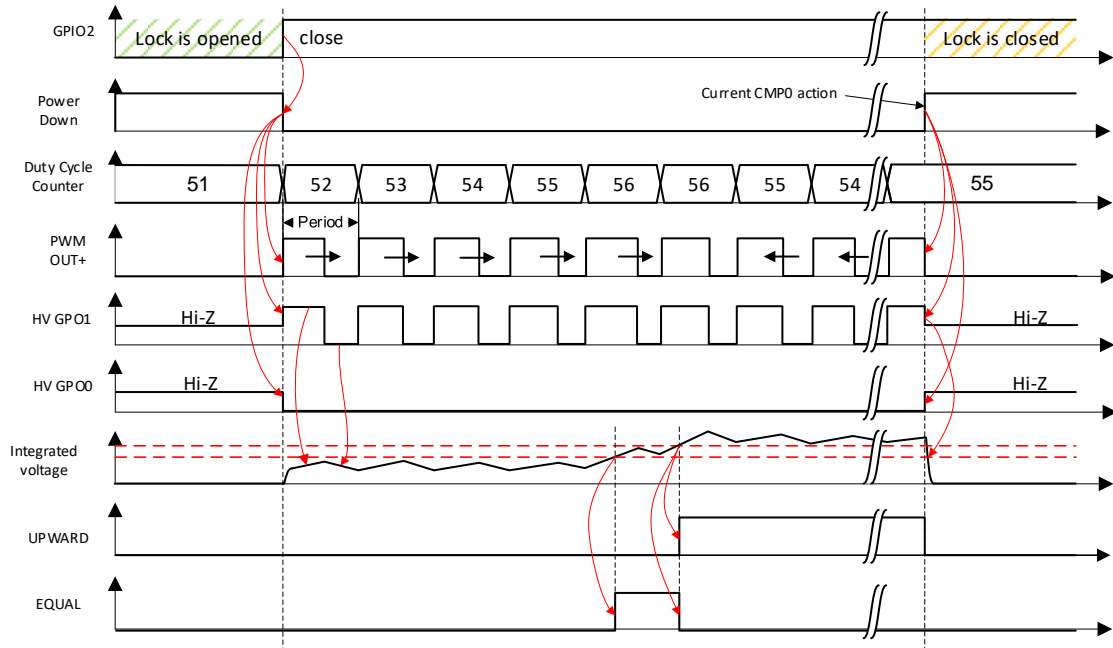 GPIO2
Lock is opened
close
Lock is closed
Power
Down
Current CMP0 action
Duty Cycle
Counter
51
52
53
54
55
56
56
55
54
55
Period
PWM
OUT+
HV GPO1
Hi-Z
Hi-Z
HV GPO0
Hi-Z
Hi-Z
Integrated
voltage
UPWARD
EQUAL